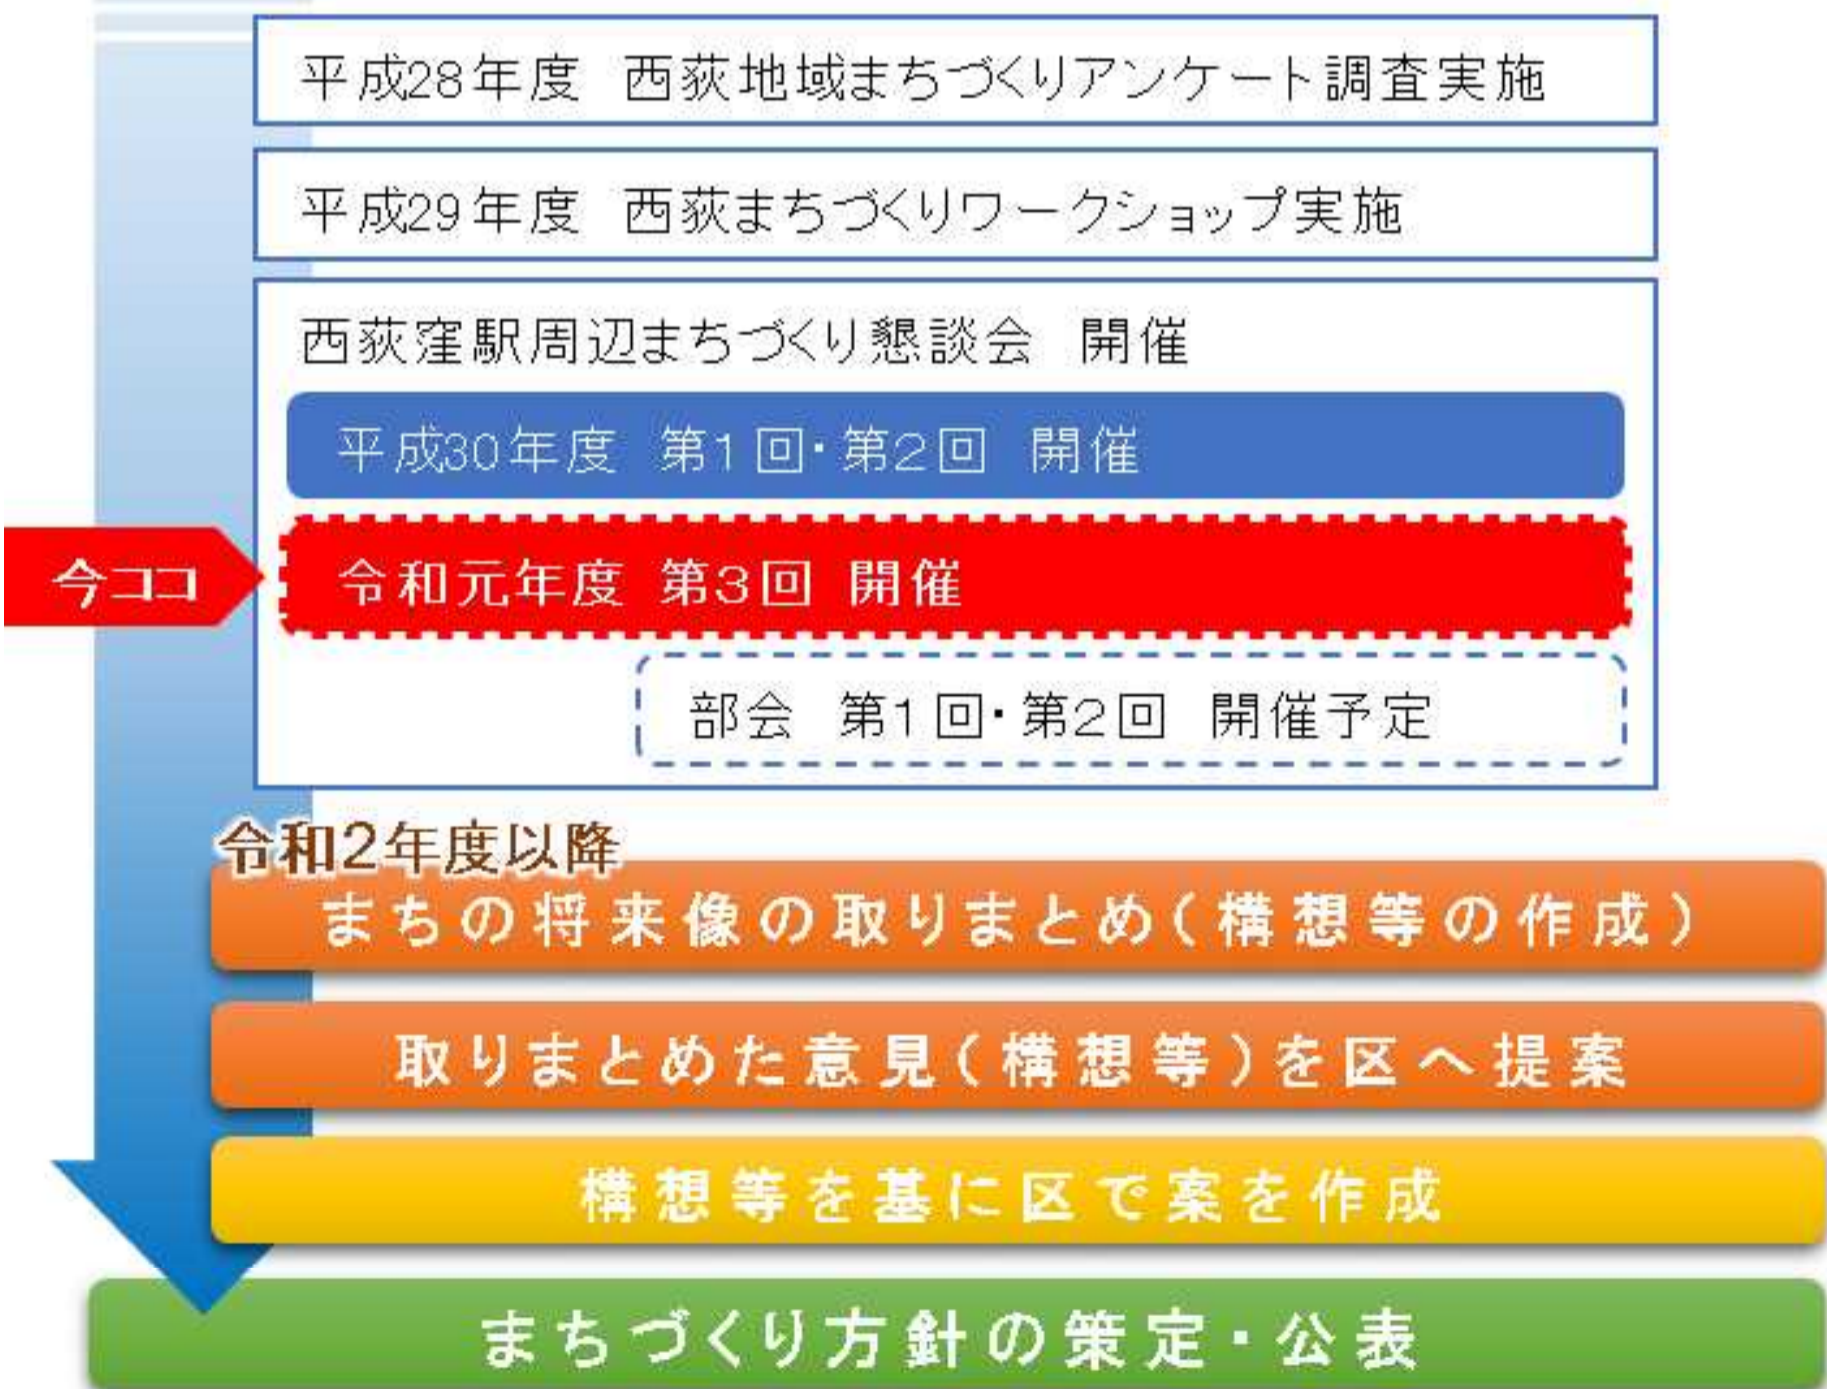 平成28年度 西荻地域まちづくりアンケート調査実施
平成29年度 西荻まちづくりワークショップ実施
西荻窪駅周辺まちづくり懇談会 開催
平成30年度 第1回・第2回 開催
今ココ
令和元年度 第3回 開催
部会 第1回・第2回 開催予定
令和2年度以降
まちの将来像の取りまとめ(構想等の作成)
取りまとめた意見(構想等)を区へ提案
構想等を基に区で案を作成
まちづくり方針の策定・公表